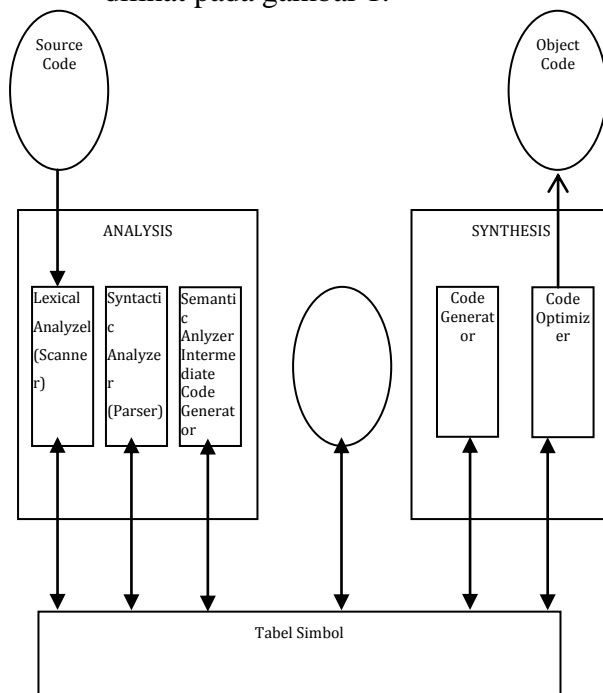 dilihat pada gambar 1.
Source
Code
Object
Code
ANALYSIS
SYNTHESIS
Lexical
Analyzel
(Scanne
r)
Syntacti
c
Analyze
r
(Parser)
Semanti
c
Anlyzer
Interme
diate
Code
Generat
or
Code
Generat
or
Code
Optimiz
er
Tabel Simbol